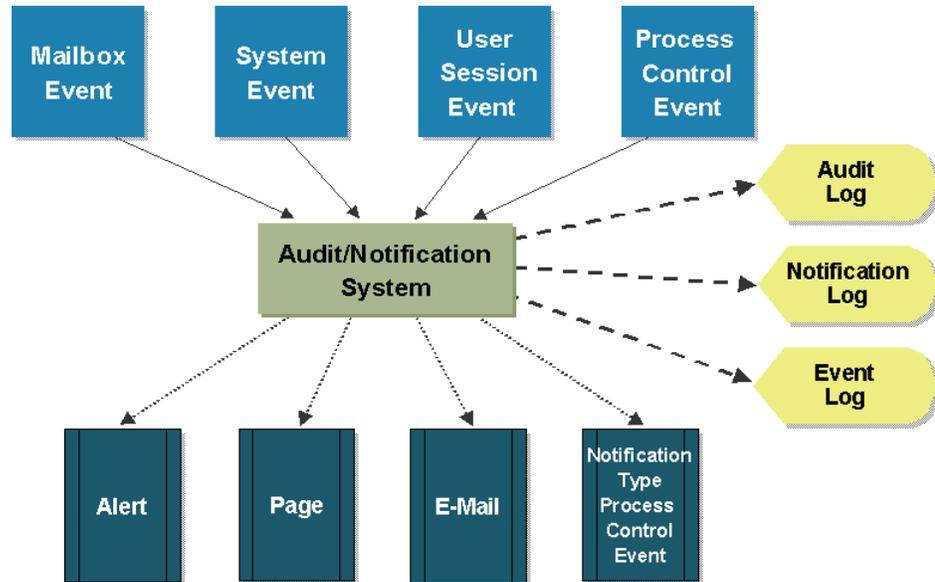 Mailbox
Event
System
Event
User
Session
Event
Process
Control
Event
Audit
Log
Audit/Notification
System
Notification
Log
Event
Log
Alert
Page
E-Mail
Notification
Type
Process
Control
Event